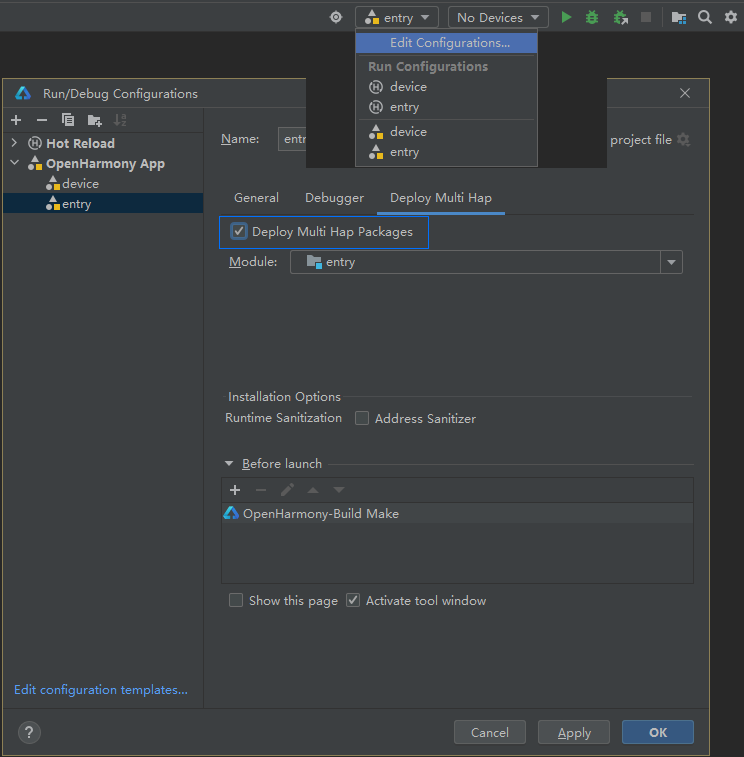 entry
No Devices
Edit Configurations...
Run Configurations
device
entry
device
entry
Run/Debug Configurations
Hot Reload
OpenHarmony App
device
entry
Name:
project file
General
Debugger
Deploy Multi Hap
Deploy Multi Hap Packages
Module:
entry
Installation Options
Runtime Sanitization
Address Sanitizer
Before launch
OpenHarmony-Build Make
Show this page
Activate tool window
Edit configuration templates...
?
Cancel
Apply
OK